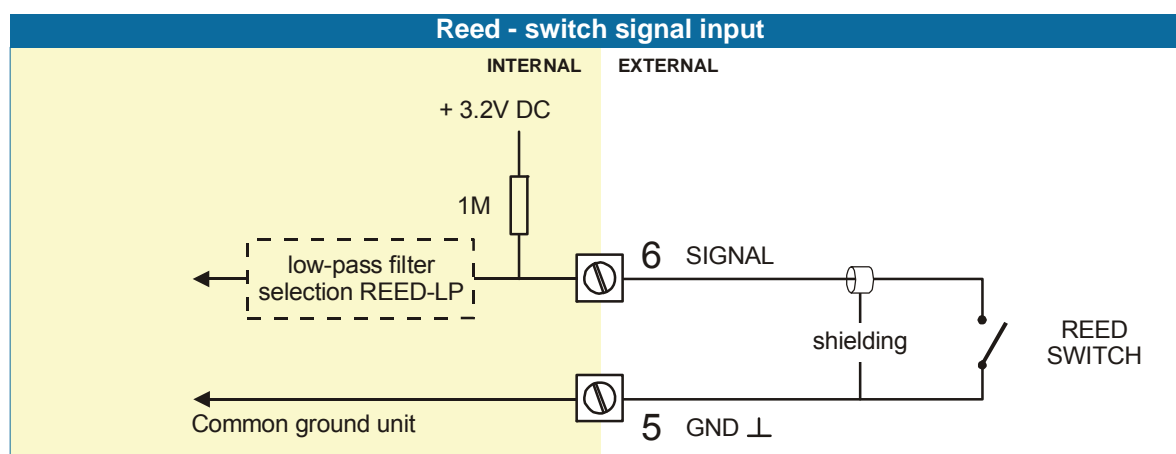 Reed - switch signal input
INTERNAL
EXTERNAL
+ 3.2V DC
1M
low-pass filter
selection REED-LP
6 SIGNAL
shielding
REED
SWITCH
Common ground unit
5 GND ⊥